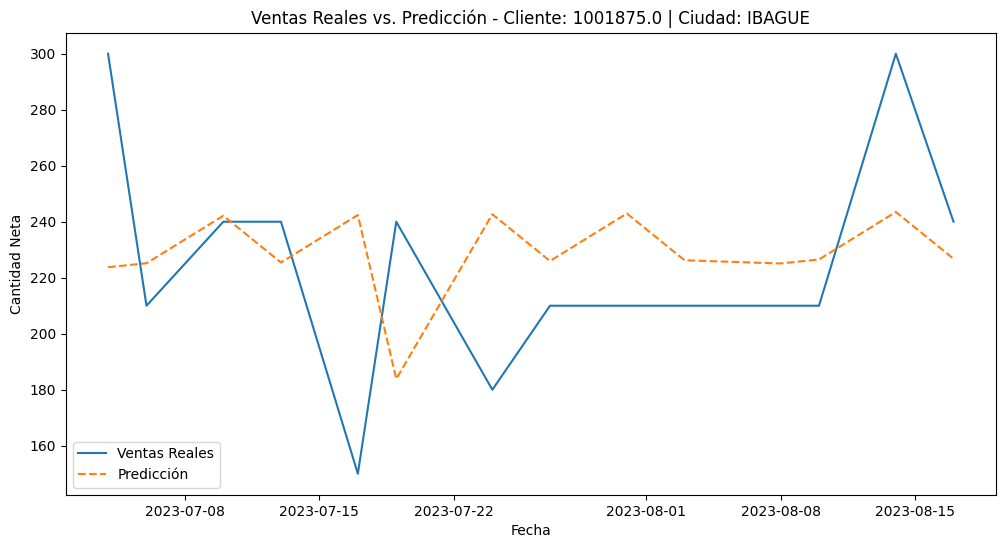 Ventas Reales vs. Predicción - Cliente: 1001875.0 | Ciudad: IBAGUE
Cantidad Neta
300
280
260
240
220
200
180
160
Ventas Reales
Predicción
2023-07-08
2023-07-15
2023-07-22
2023-08-01
2023-08-08
2023-08-15
Fecha